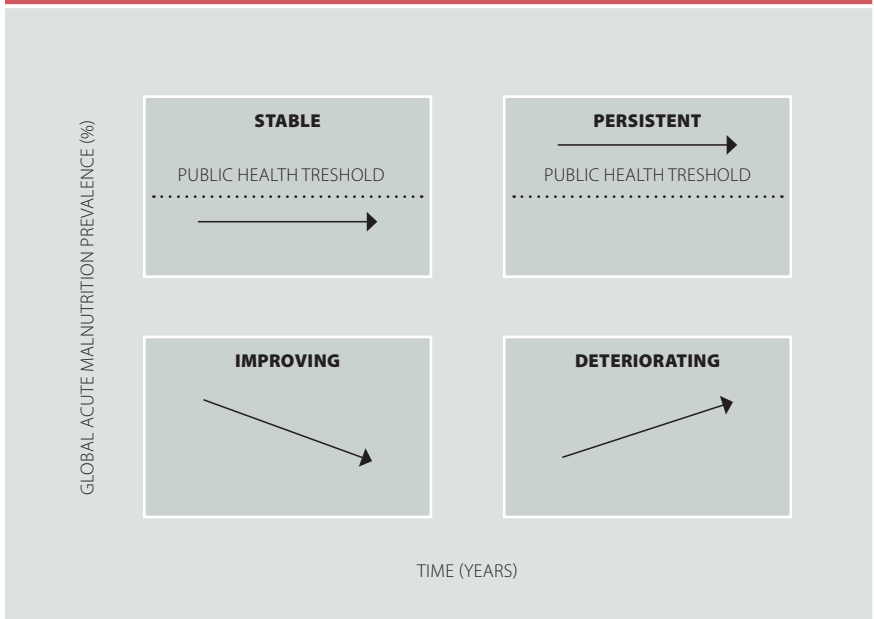 GLOBAL ACUTE MALNUTRITION PREVALENCE (%)
STABLE
PUBLIC HEALTH TRESHOLD
PERSISTENT
PUBLIC HEALTH TRESHOLD
IMPROVING
DETERIORATING
TIME (YEARS)